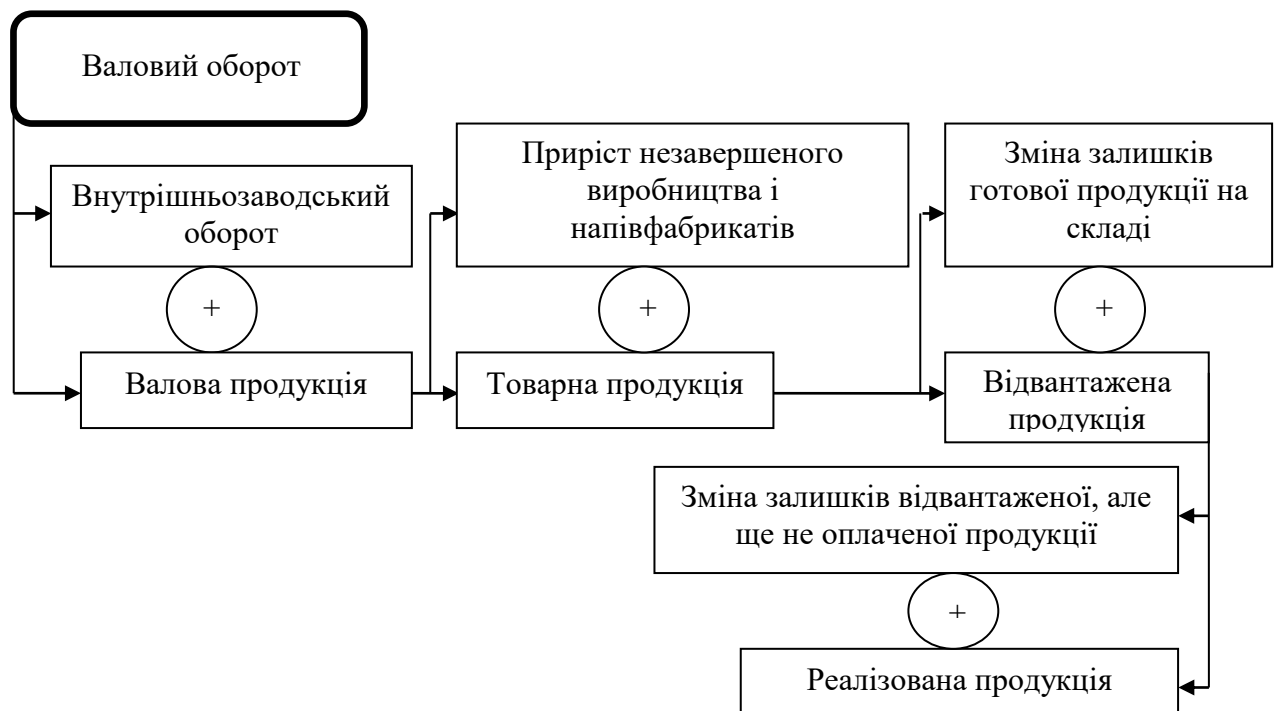 Валовий оборот
Внутрішньозаводський
оборот
+
Валова продукція
Приріст незавершеного
виробництва і
напівфабрикатів
+
Товарна продукція
Зміна залишків
готової продукції на
складі
+
Відвантажена
продукція
Зміна залишків відвантаженої, але
ще не оплаченої продукції
+
Реалізована продукція